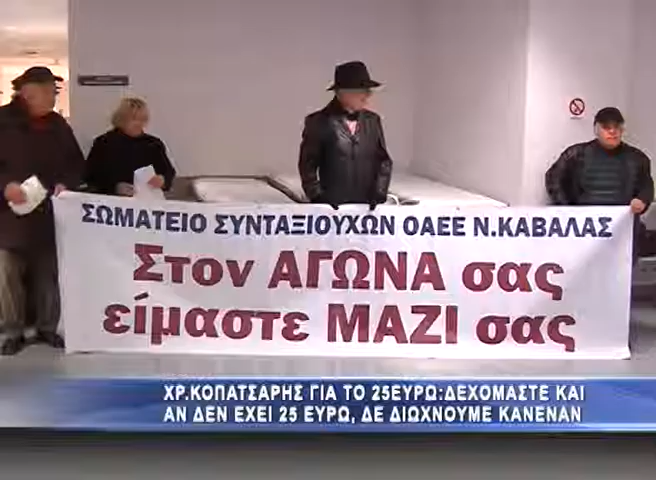 ΣΩΜΑΤΕΙΟ ΣΥΝΤΑΞΙΟΥΧΩΝ ΟΑΕΕ Ν.ΚΑΒΑΛΑΣ
Στον ΑΓΩΝΑ σας
είμαστε ΜΑΖΙ σας
ΧΡ.ΚΟΠΑΤΣΑΡΗΣ ΓΙΑ ΤΟ 25ΕΥΡΩ:ΔΕΧΟΜΑΣΤΕ ΚΑΙ
ΑΝ ΔΕΝ ΕΧΕΙ 25 ΕΥΡΩ, ΔΕ ΔΙΩΧΝΟΥΜΕ ΚΑΝΕΝΑΝ